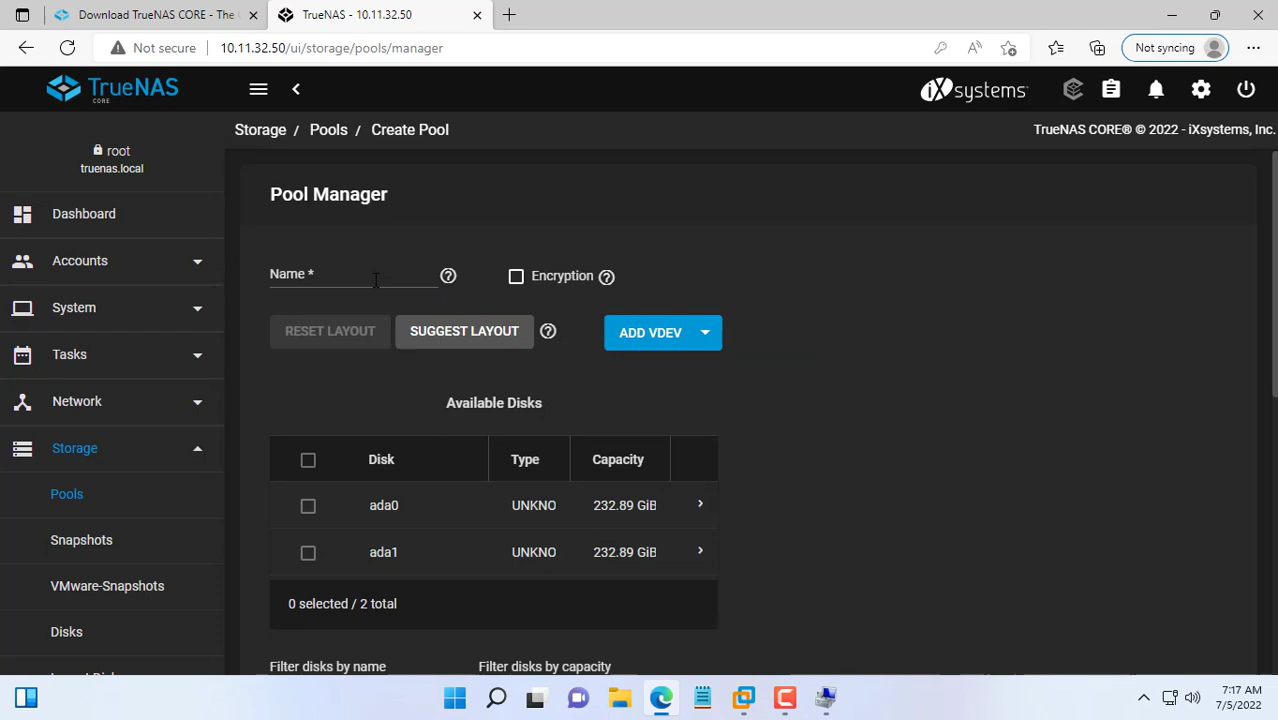 Download TrueNAS CORE - The
TrueNAS - 10.11.32.50
Not secure
10.11.32.50/ui/storage/pools/manager
Not syncing
TrueNAS
CORE
iXsystems
root
truenas.local
Storage / Pools / Create Pool
TrueNAS CORE® © 2022 - iXsystems, Inc.
Dashboard
Accounts
System
Tasks
Network
Storage
Pools
Snapshots
VMware-Snapshots
Disks
Pool Manager
Name *
Encryption
RESET LAYOUT
SUGGEST LAYOUT
ADD VDEV
Available Disks
Disk Type Capacity
ada0 UNKNO 232.89 GiB
ada1 UNKNO 232.89 GiB
0 selected / 2 total
Filter disks by name
Filter disks by capacity
7:17 AM
7/5/2022